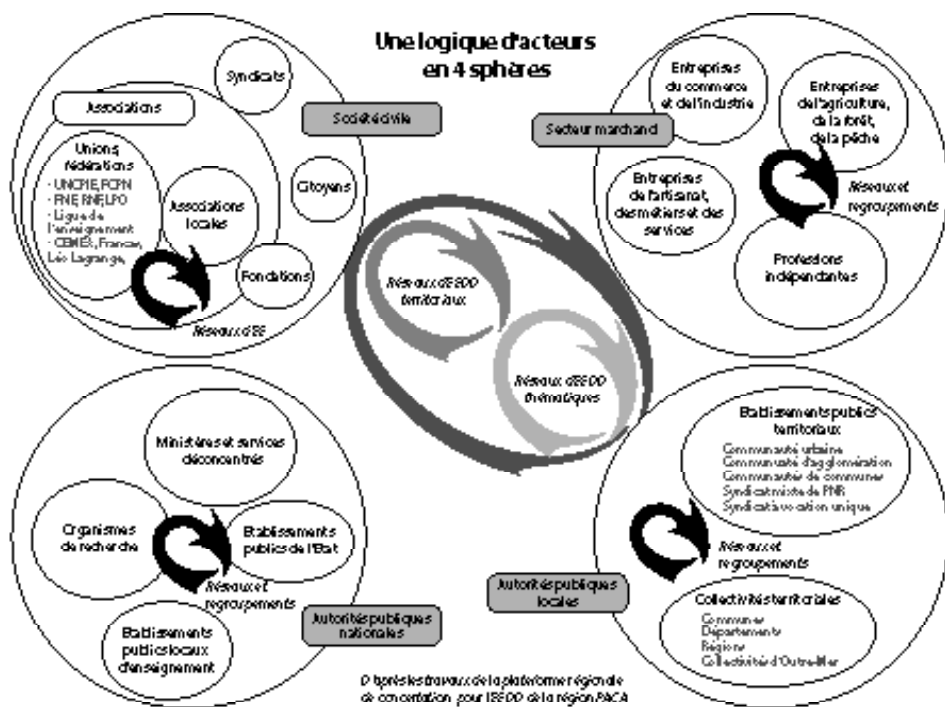 Une logique d'acteurs
en 4 sphères
Syndicats
Associations
Société civile
Unions,
fédérations
- UNCPIE, FCPN
- FNE, RNF, LPO
- Ligue de
l'enseignement
- CEMEA, Francas,
Léo Lagrange,
Associations
locales
Citoyens
Fondations
Réseaux d'EE
Entreprises
du commerce
et de l'industrie
Entreprises
de l'agriculture,
de la forêt,
de la pêche
Secteur marchand
Entreprises
de l'artisanat,
des métiers et des
services
Réseaux et
regroupements
Professions
indépendantes
Réseaux d'EEDD
territoriaux
Réseaux d'EEDD
thématiques
Ministères et services
déconcentrés
Organismes
de recherche
Etablissements
publics de l'Etat
Réseaux et
regroupements
Etablissements
publics locaux
d'enseignement
Autorités publiques
nationales
Etablissements publics
territoriaux
Communauté urbaine
Communauté d'agglomération
Communautés de communes
Syndicat mixte de PNR
Syndicat à vocation unique
Réseaux et
regroupements
Autorités publiques
locales
Collectivités territoriales
Communes
Départements
Régions
Collectivités d'Outre-Mer
D'après les travaux de la plateforme régionale
de concertation pour l'EEDD de la région PACA